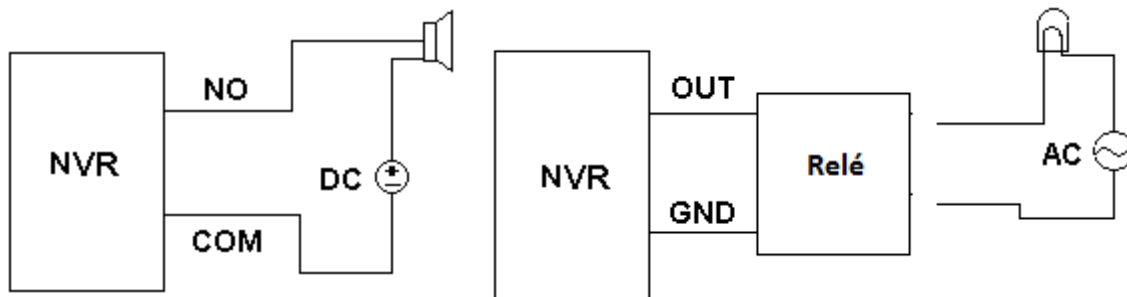 NVR
NO
DC
COM
NVR
OUT
GND
Relé
AC